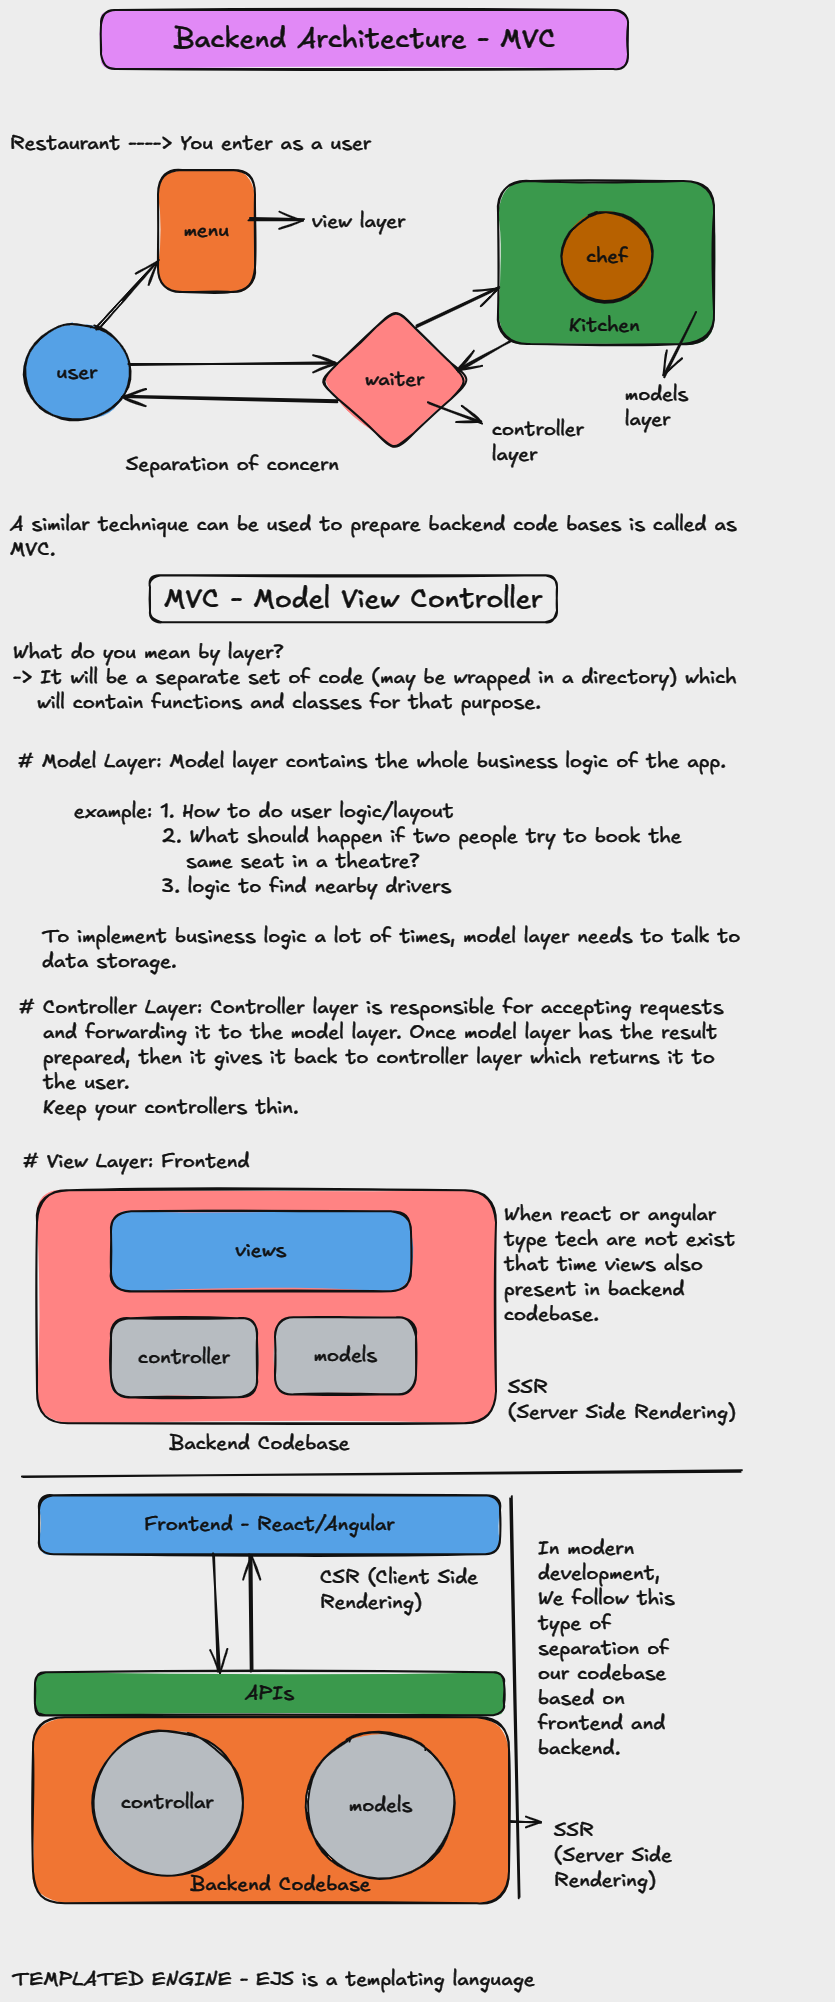 Backend Architecture - MVC
Restaurant ----> You enter as a user
menu
view layer
chef
Kitchen
user
waiter
models
layer
controller
layer
Separation of concern
A similar technique can be used to prepare backend code bases is called as
MVC.
MVC - Model View Controller
What do you mean by layer?
-> It will be a separate set of code (may be wrapped in a directory) which
will contain functions and classes for that purpose.
# Model Layer: Model layer contains the whole business logic of the app.
example: 1. How to do user logic/layout
2. What should happen if two people try to book the
same seat in a theatre?
3. logic to find nearby drivers
To implement business logic a lot of times, model layer needs to talk to
data storage.
# Controller Layer: Controller layer is responsible for accepting requests
and forwarding it to the model layer. Once model layer has the result
prepared, then it gives it back to controller layer which returns it to
the user.
Keep your controllers thin.
# View Layer: Frontend
views
controller
models
Backend Codebase
When react or angular
type tech are not exist
that time views also
present in backend
codebase.
SSR
(Server Side Rendering)
Frontend - React/Angular
CSR (Client Side
Rendering)
APIs
controllar
models
Backend Codebase
In modern
development,
We follow this
type of
separation of
our codebase
based on
frontend and
backend.
SSR
(Server Side
Rendering)
TEMPLATED ENGINE - EJS is a templating language